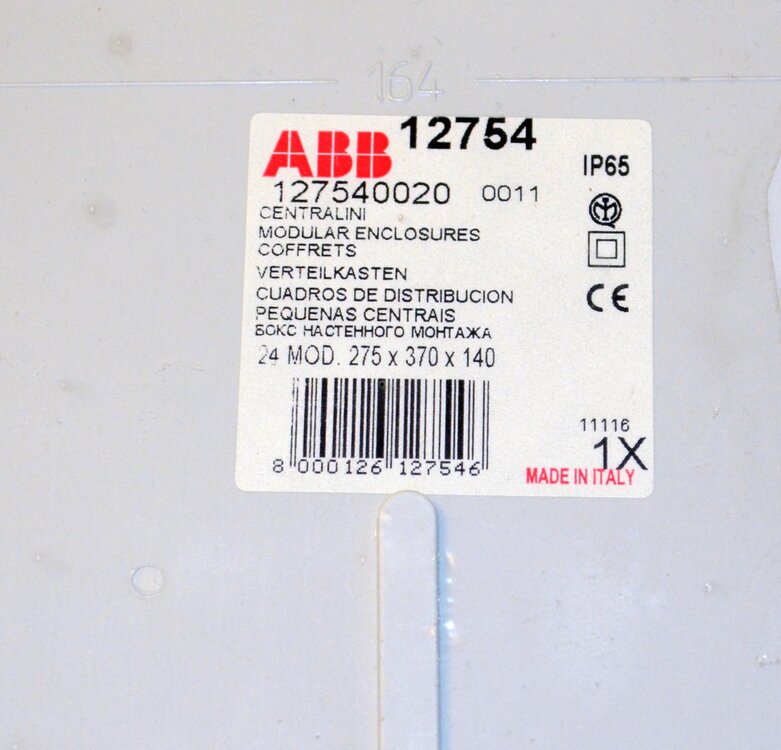 164
ABB 12754
IP65
127540020 0011
CENTRALINI
MODULAR ENCLOSURES
COFFRETS
VERTEILKASTEN
CUADROS DE DISTRIBUCION
PEQUENAS CENTRAIS
БОКС НАСТЕННОГО МОНТАЖА
CE
24 MOD. 275 x 370 x 140
11116
1X
8 000126 127546
MADE IN ITALY